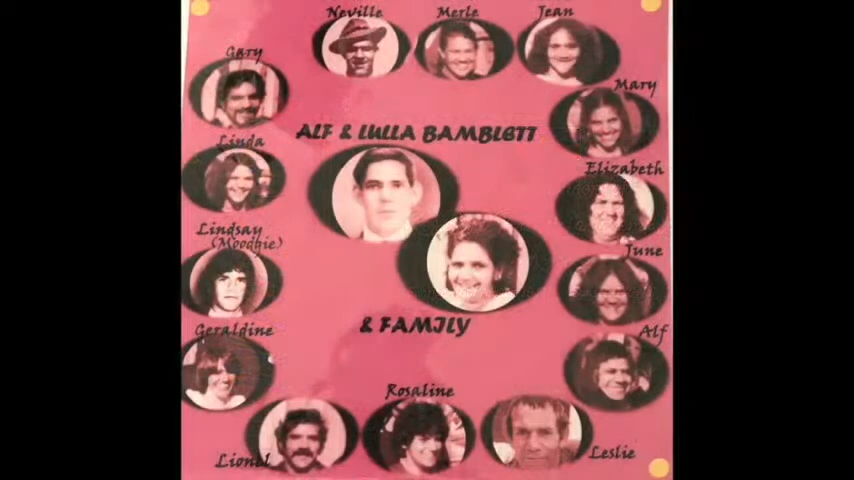 Neville
Merle
Jean
Gary
Mary
ALF & LULLA BAMBLETT
Linda
Elizabeth
Lindsay
(Moodgie)
June
& FAMILY
Geraldine
Alf
Rosaline
Lionel
Leslie